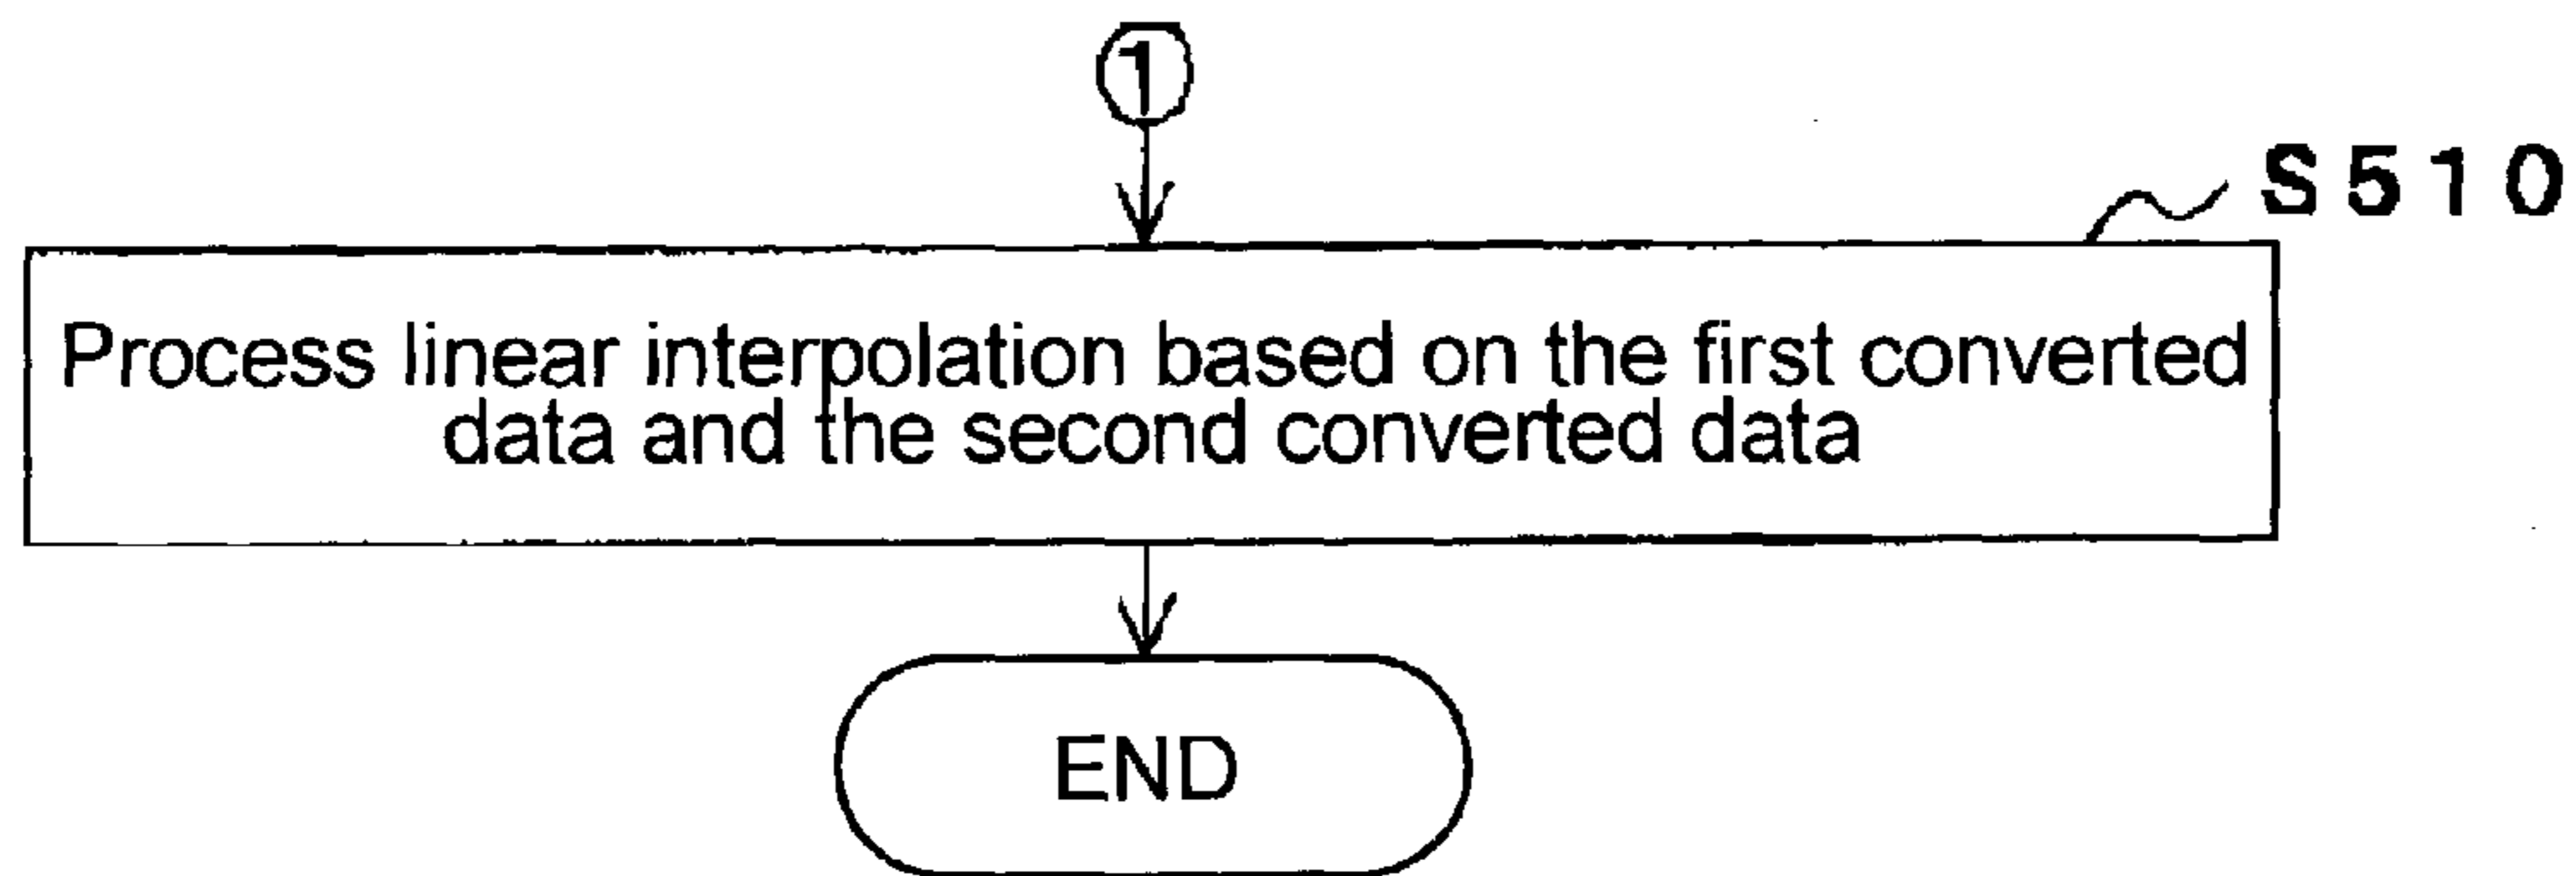 1
S510
Process linear interpolation based on the first converted
data and the second converted data
END